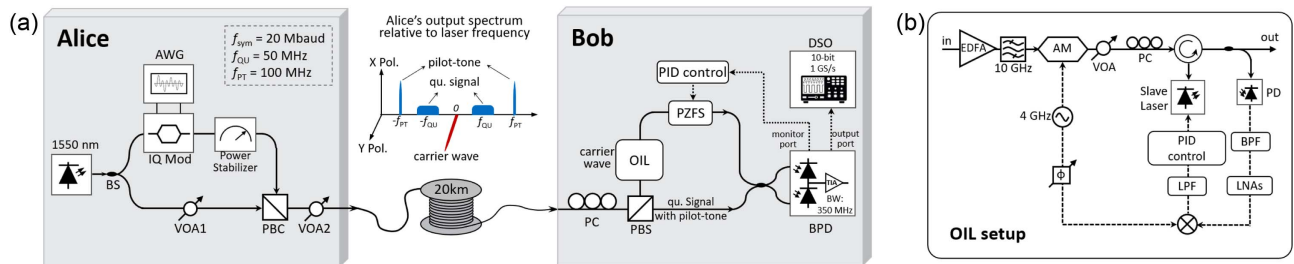 (a)
Alice
AWG
f_sym = 20 Mbaud
f_QU = 50 MHz
f_PT = 100 MHz
1550 nm
BS
IQ Mod
Power
Stabilizer
VOA1
PBC
VOA2
Alice's output spectrum
relative to laser frequency
X Pol.
pilot-tone
qu. signal
0
-f_PT
-f_QU
f_QU
f_PT
Y Pol.
carrier wave
20km
Bob
DSO
10-bit
1 GS/s
PID control
PZFS
carrier
wave
OIL
monitor
port
output
port
TIA
BW:
350 MHz
PC
PBS
qu. Signal
with pilot-tone
BPD
(b)
in
EDFA
10 GHz
AM
VOA
PC
out
Slave
Laser
PD
4 GHz
PID
control
BPF
ϕ
LPF
LNAs
OIL setup